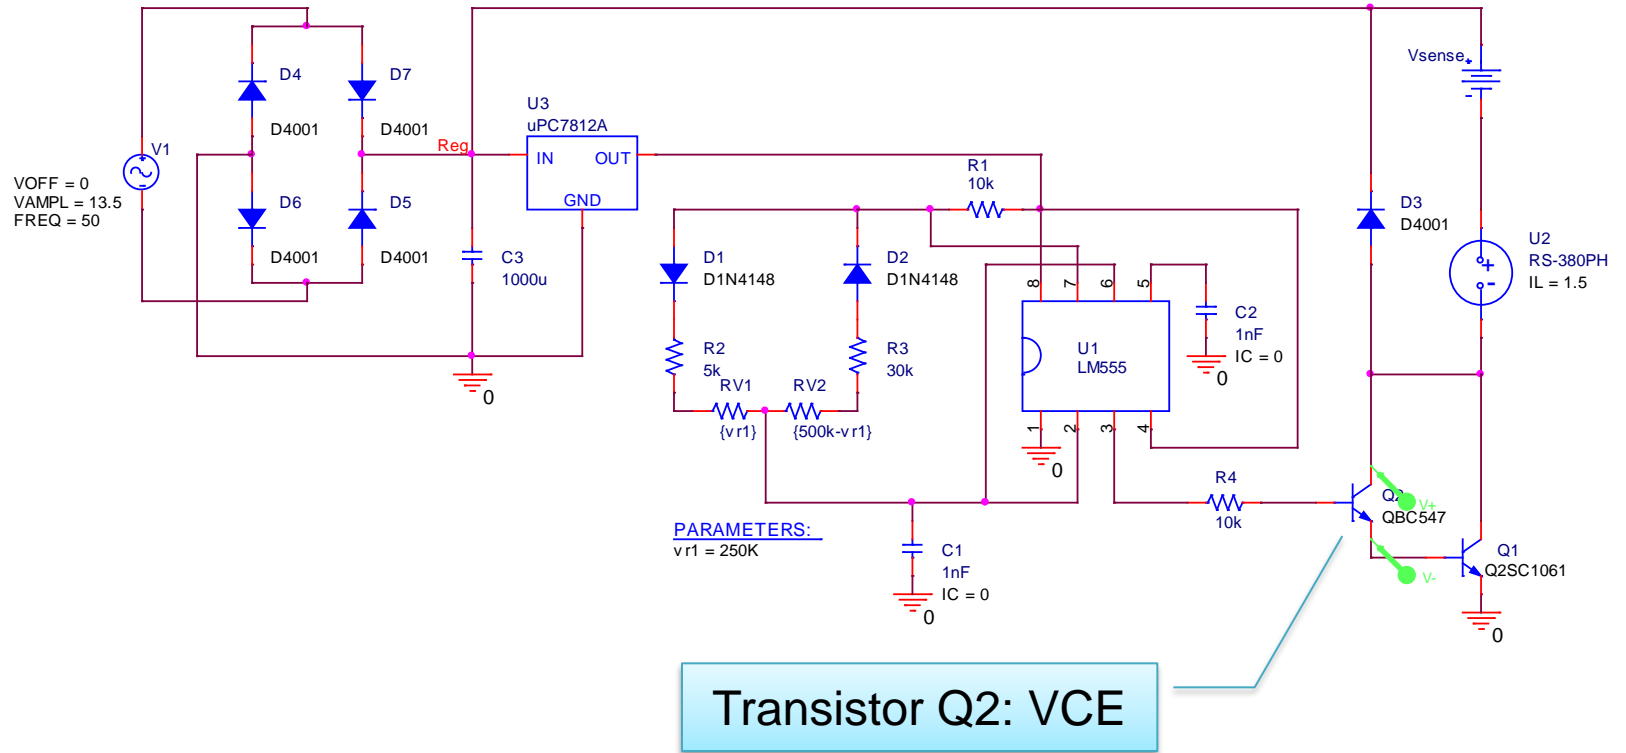 V1
VOFF = 0
VAMPL = 13.5
FREQ = 50
D4
D4001
D7
D4001
D6
D4001
D5
D4001
Reg
C3
1000u
0
U3
uPC7812A
IN
OUT
GND
R1
10k
D1
D1N4148
D2
D1N4148
R2
5k
R3
30k
RV1
{vr1}
RV2
{500k-vr1}
PARAMETERS:
vr1 = 250K
C1
1nF
IC = 0
0
8
7
6
5
U1
LM555
1
2
3
4
0
C2
1nF
IC = 0
0
R4
10k
D3
D4001
Vsense
+
-
U2
RS-380PH
IL = 1.5
Q2
QBC547
V+
V-
Q1
Q2SC1061
0
Transistor Q2: VCE